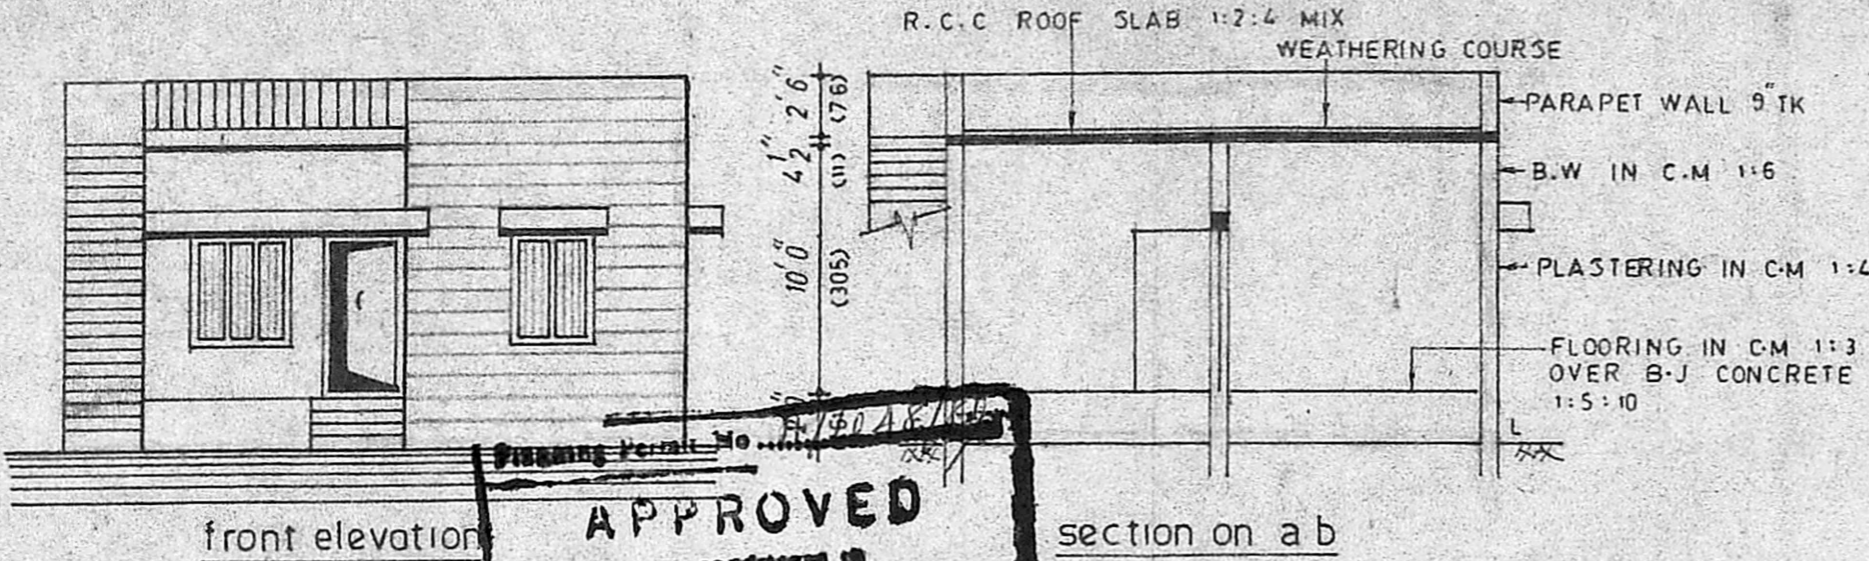 R.C.C ROOF SLAB 1:2:4 MIX
WEATHERING COURSE
PARAPET WALL 9" TK
B.W IN C.M 1:6
PLASTERING IN C.M 1:4
FLOORING IN C.M 1:3
OVER B.J CONCRETE
1:5:10
L
2'6"
(76)
4½"
(11)
10'0"
(305)
Planning Permit No
APPROVED
front elevation
section on a b